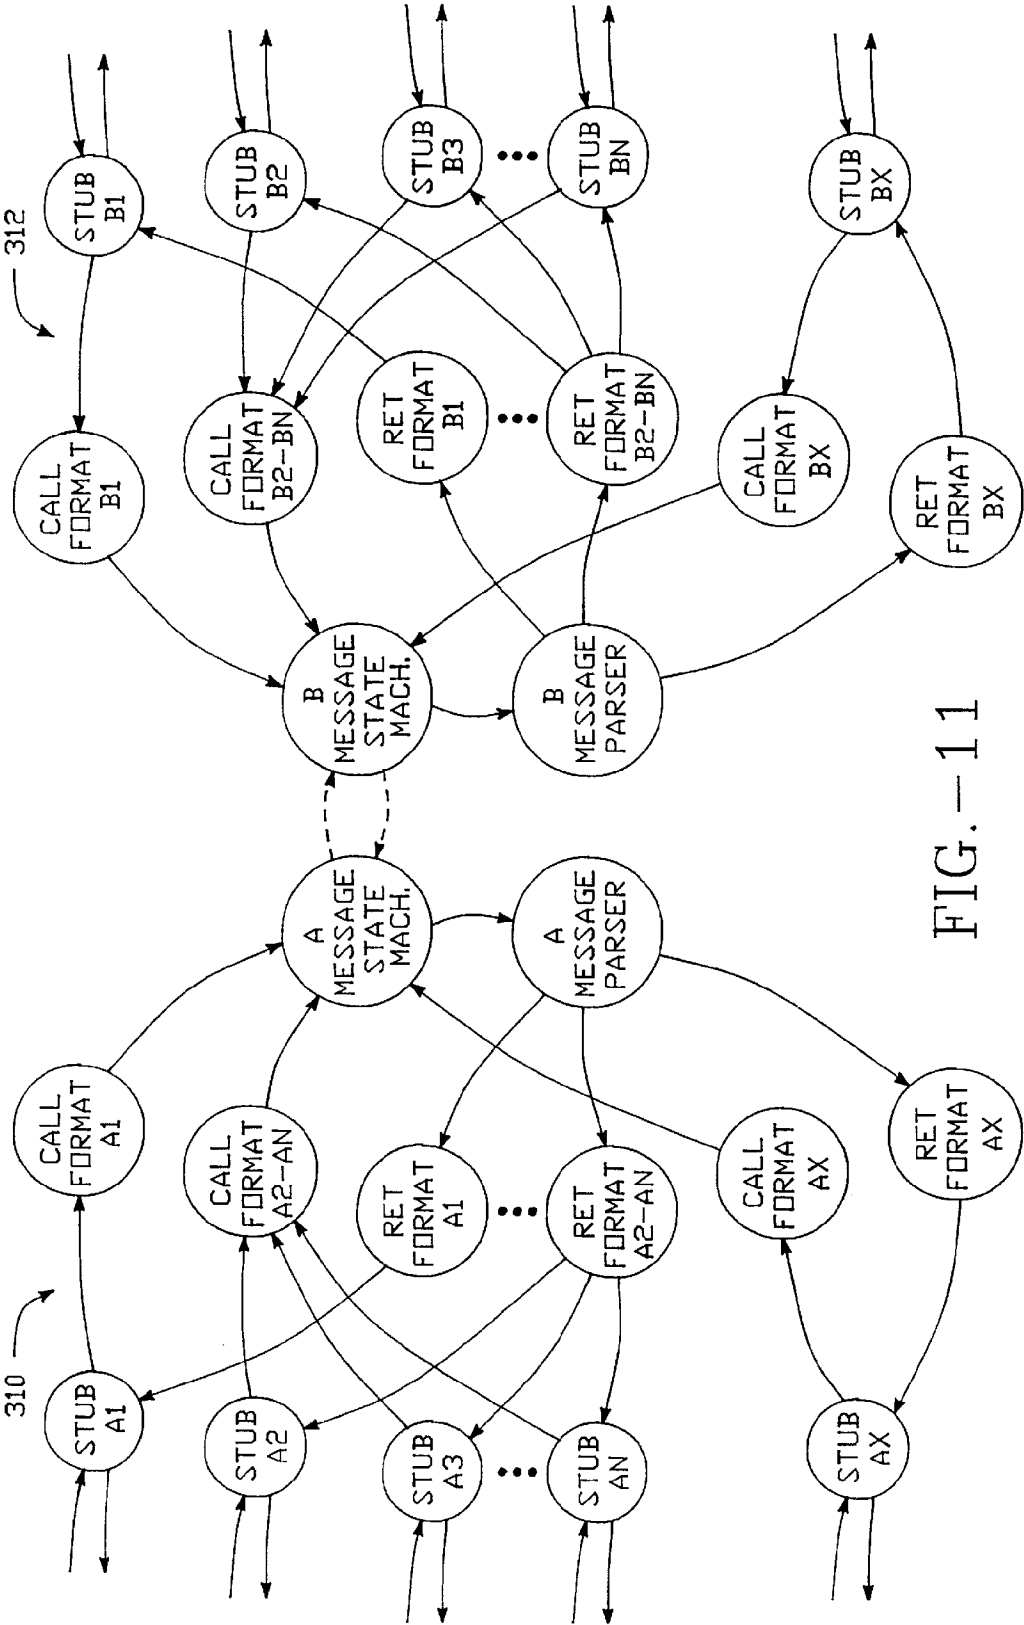 310
312
STUB
A1
CALL
FORMAT
A1
CALL
FORMAT
B1
STUB
B1
STUB
A2
CALL
FORMAT
A2-AN
A
MESSAGE
STATE
MACH.
B
MESSAGE
STATE
MACH.
CALL
FORMAT
B2-BN
STUB
B2
STUB
A3
RET
FORMAT
A1
RET
FORMAT
B1
STUB
B3
STUB
AN
RET
FORMAT
A2-AN
A
MESSAGE
PARSER
B
MESSAGE
PARSER
RET
FORMAT
B2-BN
STUB
BN
STUB
AX
CALL
FORMAT
AX
CALL
FORMAT
BX
STUB
BX
RET
FORMAT
AX
RET
FORMAT
BX
FIG.-11